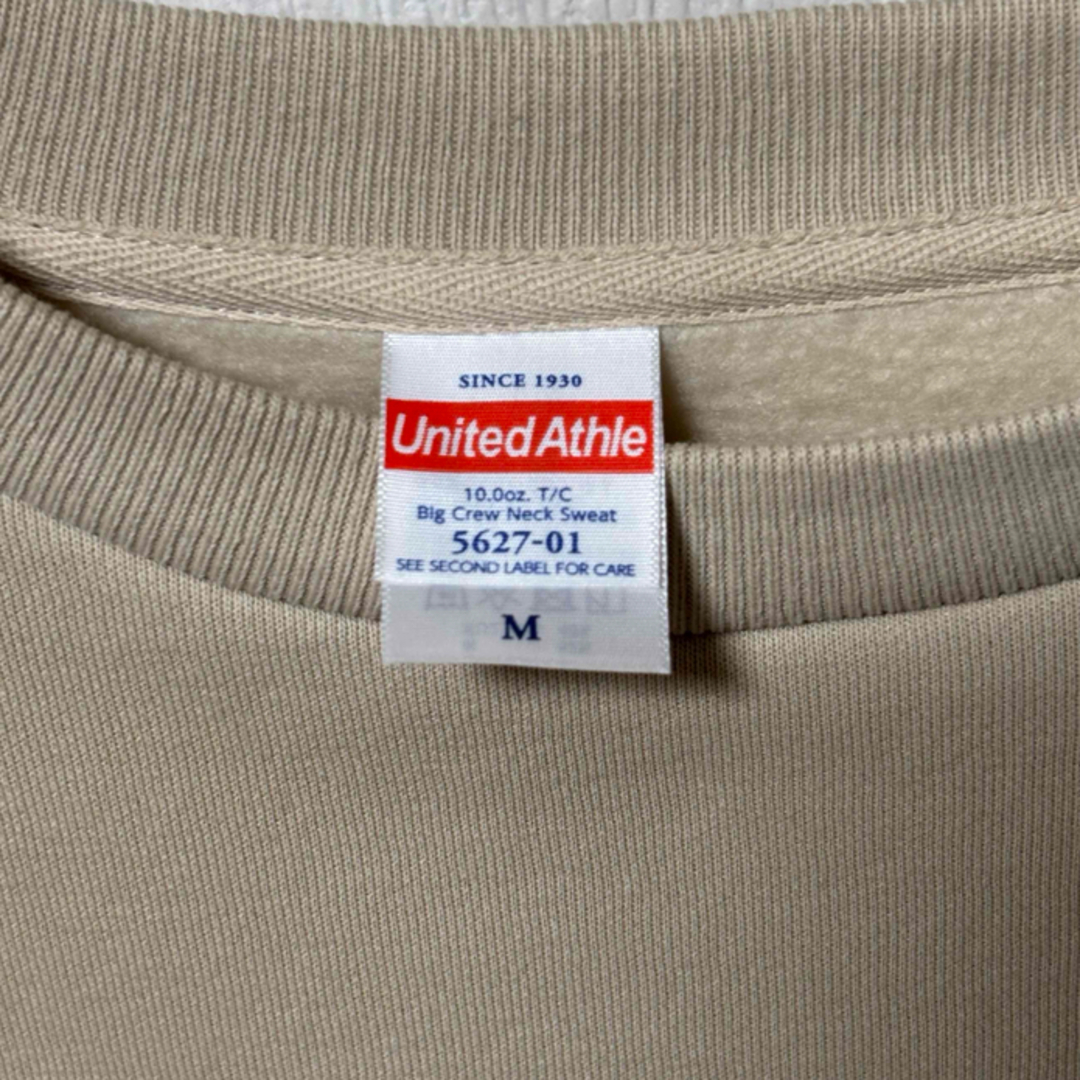 SINCE 1930
United Athle
10.0oz. T/C
Big Crew Neck Sweat
5627-01
SEE SECOND LABEL FOR CARE
M